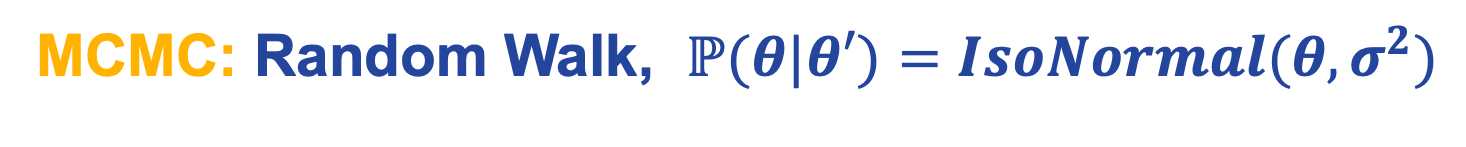 MCMC: Random Walk, ℙ(θ|θ′) = IsoNormal(θ, σ²)